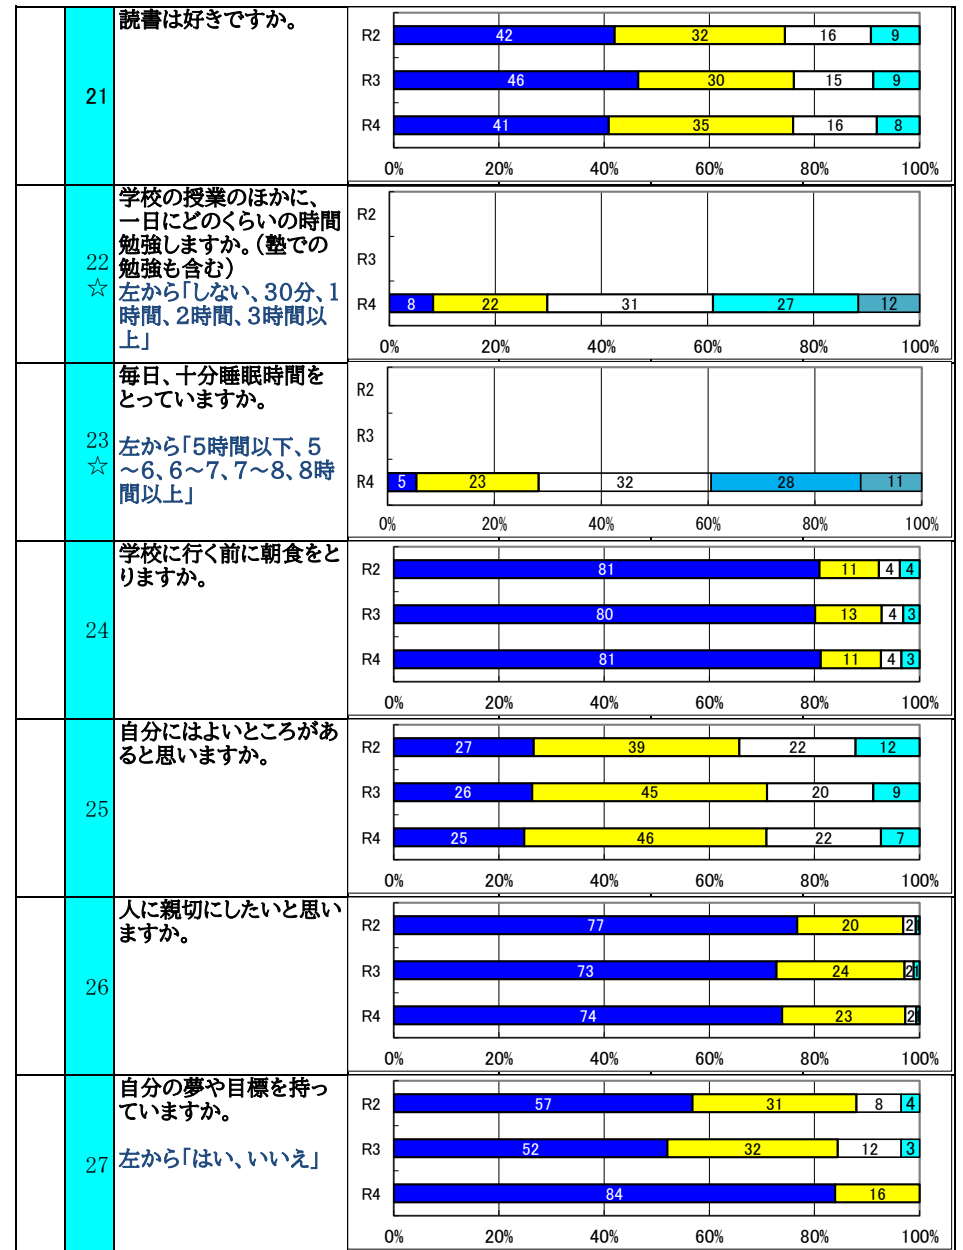 21
読書は好きですか。
R2 42 32 16 9
R3 46 30 15 9
R4 41 35 16 8
0% 20% 40% 60% 80% 100%
22
☆
学校の授業のほかに、
一日にどのくらいの時間
勉強しますか。（塾での
勉強も含む）
左から「しない、30分、1
時間、2時間、3時間以
上」
R2
R3
R4 8 22 31 27 12
0% 20% 40% 60% 80% 100%
23
☆
毎日、十分睡眠時間を
とっていますか。
左から「5時間以下、5
～6、6～7、7～8、8時
間以上」
R2
R3
R4 5 23 32 28 11
0% 20% 40% 60% 80% 100%
24
学校に行く前に朝食をと
りますか。
R2 81 11 4 4
R3 80 13 4 3
R4 81 11 4 3
0% 20% 40% 60% 80% 100%
25
自分にはよいところがあ
ると思いますか。
R2 27 39 22 12
R3 26 45 20 9
R4 25 46 22 7
0% 20% 40% 60% 80% 100%
26
人に親切にしたいと思い
ますか。
R2 77 20 2 1
R3 73 24 2 1
R4 74 23 2 1
0% 20% 40% 60% 80% 100%
27
自分の夢や目標を持っ
ていますか。
左から「はい、いいえ」
R2 57 31 8 4
R3 52 32 12 3
R4 84 16
0% 20% 40% 60% 80% 100%